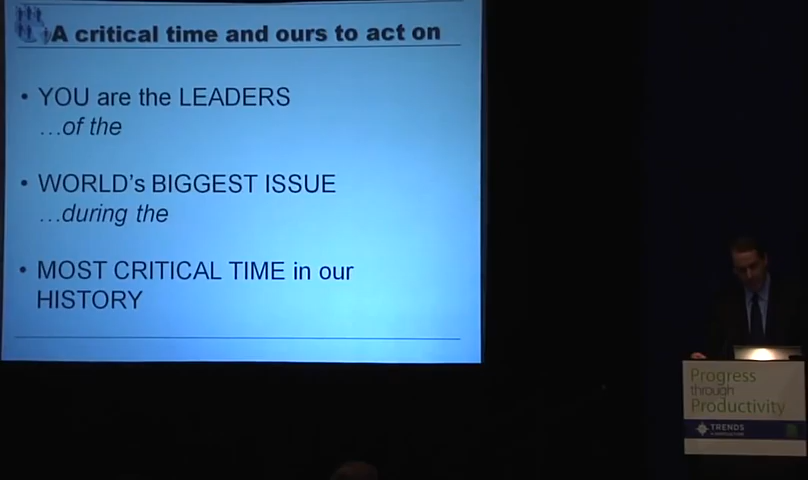 A critical time and ours to act on
• YOU are the LEADERS
...of the
• WORLD's BIGGEST ISSUE
...during the
• MOST CRITICAL TIME in our
HISTORY
Progress
through
Productivity
TRENDS